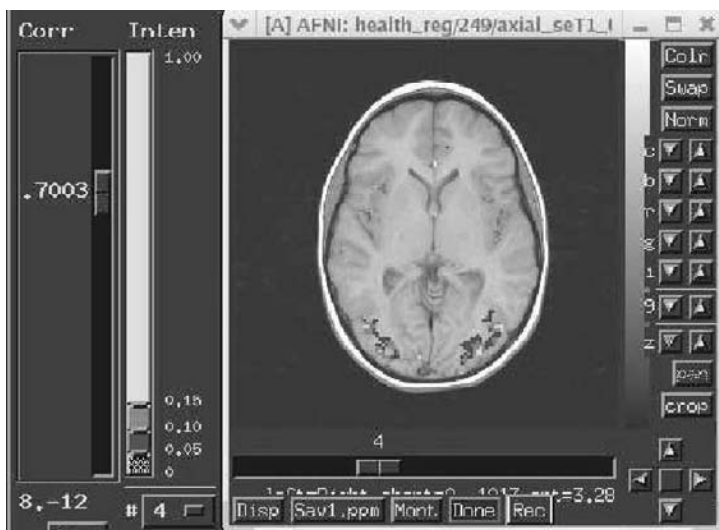 Corr Inten
[A] AFNI: health_reg/249/axial_seT1_
1.00
.7003
0.15
0.10
0.05
0
8.-12
# 4
Colr
Swap
Norm
c
b
r
g
i
9
z
pan
crop
4
Disp Sav1.ppm Mont Done Rec